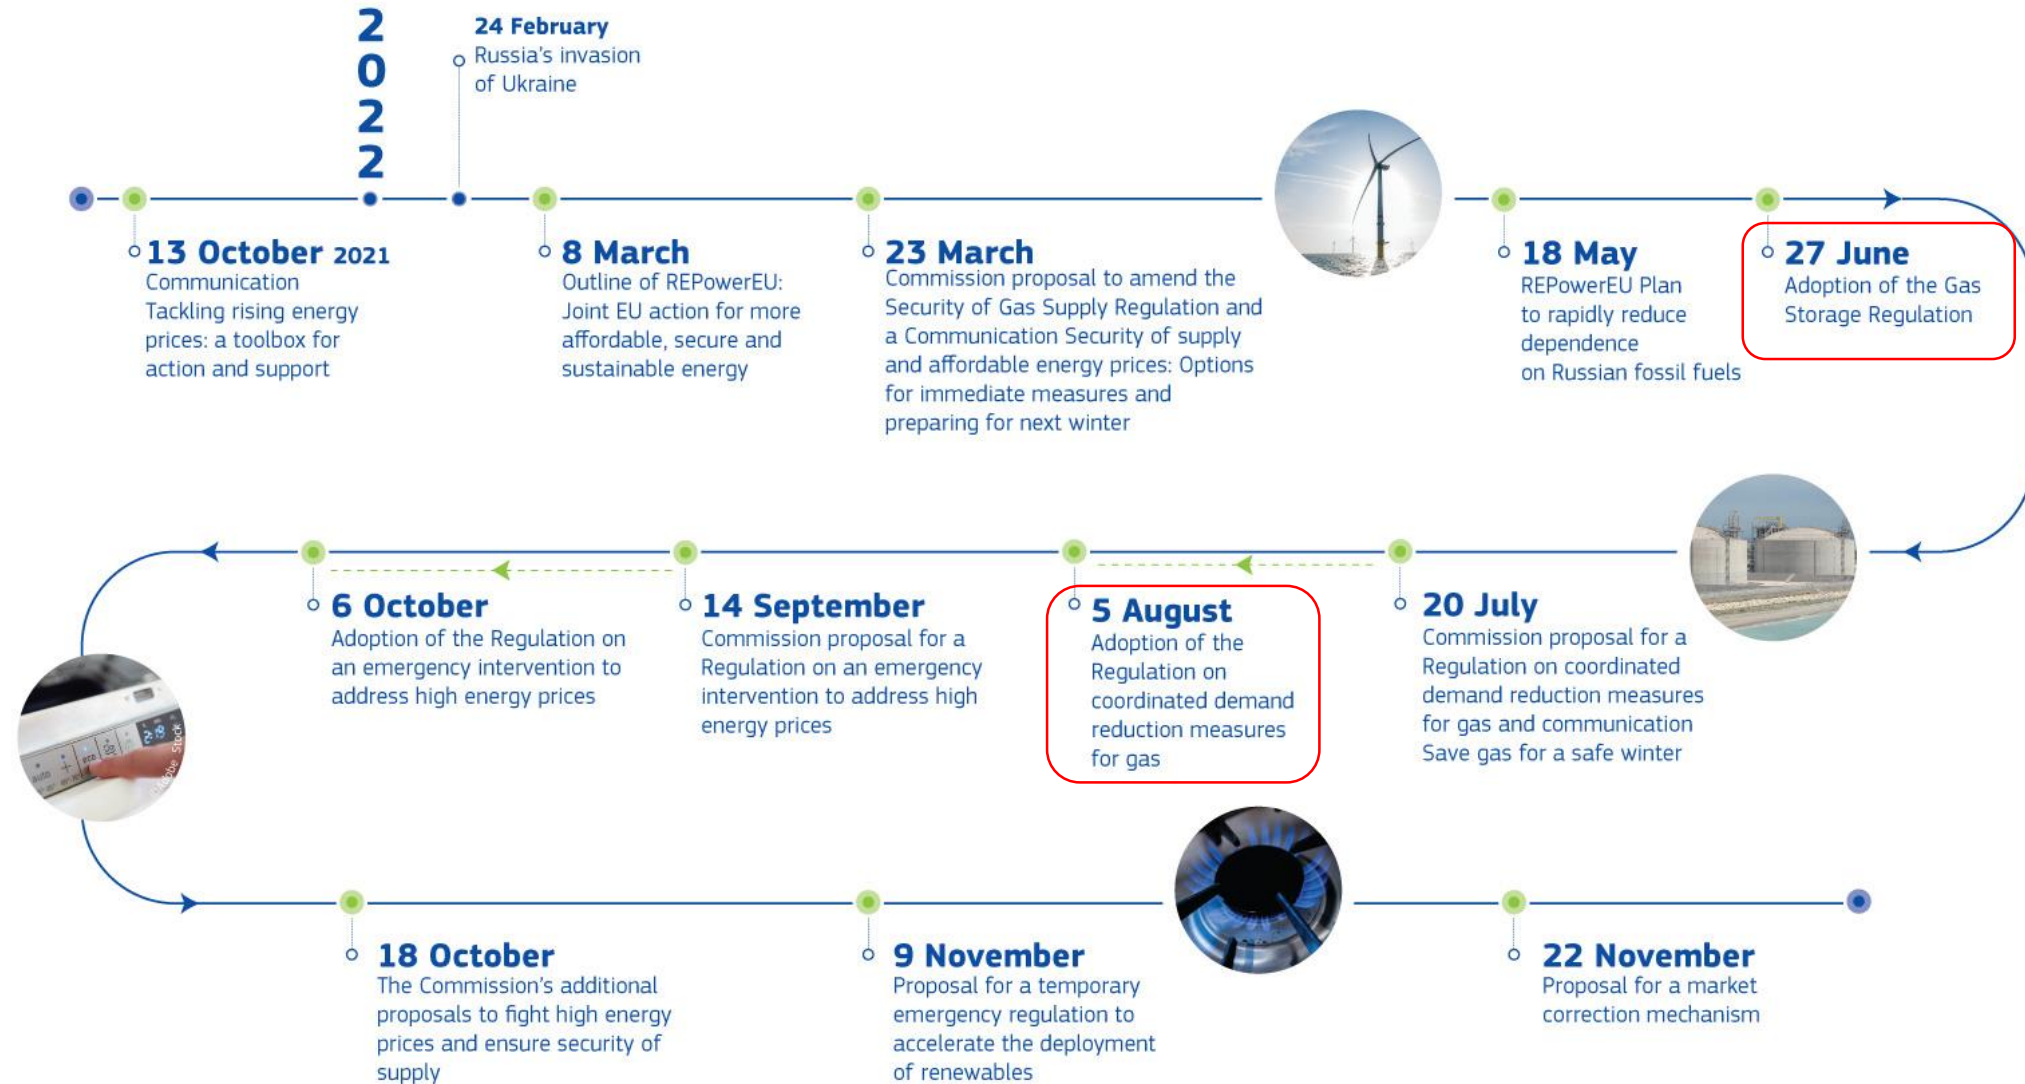 2
0
2
2
24 February
Russia's invasion
of Ukraine
13 October 2021
Communication
Tackling rising energy
prices: a toolbox for
action and support
8 March
Outline of REPowerEU:
Joint EU action for more
affordable, secure and
sustainable energy
23 March
Commission proposal to amend the
Security of Gas Supply Regulation and
a Communication Security of supply
and affordable energy prices: Options
for immediate measures and
preparing for next winter
18 May
REPowerEU Plan
to rapidly reduce
dependence
on Russian fossil fuels
27 June
Adoption of the Gas
Storage Regulation
20 July
Commission proposal for a
Regulation on coordinated
demand reduction measures
for gas and communication
Save gas for a safe winter
5 August
Adoption of the
Regulation on
coordinated demand
reduction measures
for gas
14 September
Commission proposal for a
Regulation on an emergency
intervention to address high
energy prices
6 October
Adoption of the Regulation on
an emergency intervention to
address high energy prices
eco
Adobe Stock
18 October
The Commission's additional
proposals to fight high energy
prices and ensure security of
supply
9 November
Proposal for a temporary
emergency regulation to
accelerate the deployment
of renewables
22 November
Proposal for a market
correction mechanism